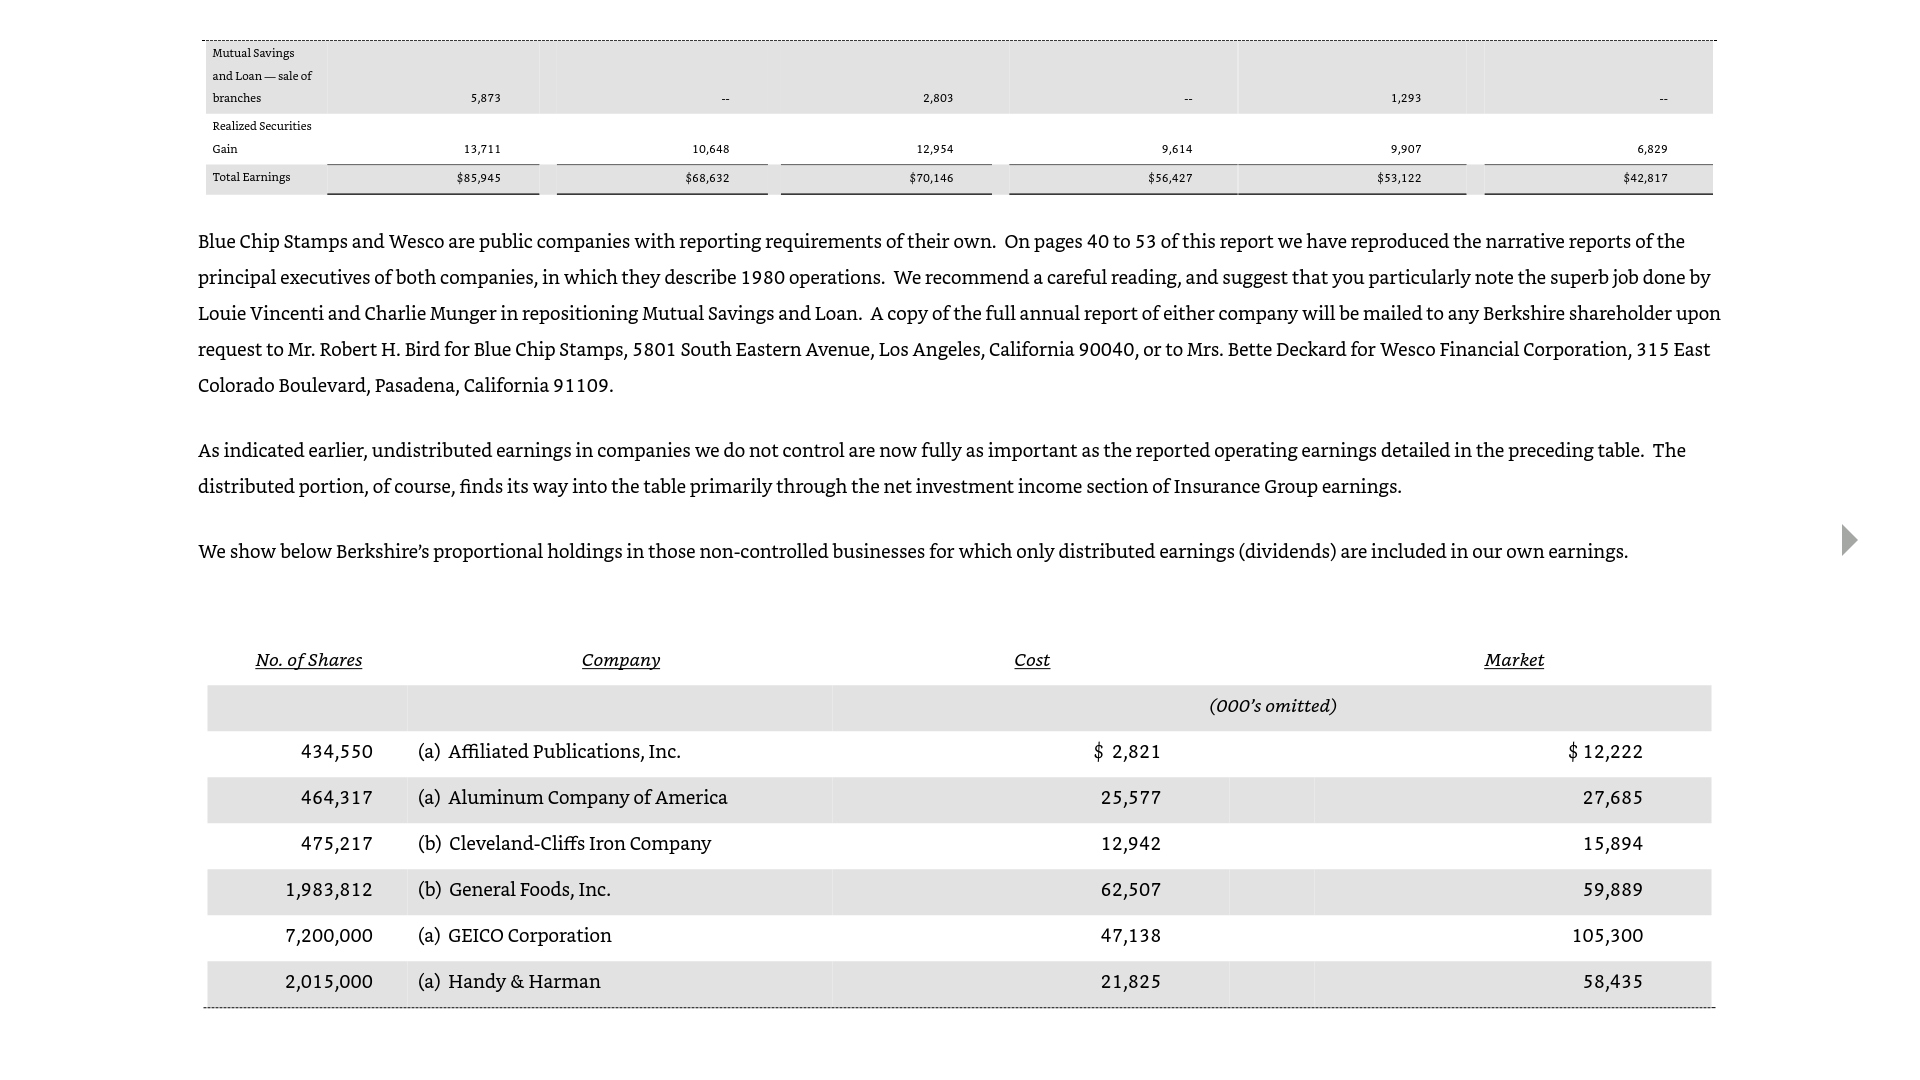 Mutual Savings
and Loan — sale of
branches 5,873 -- 2,803 -- 1,293 --
Realized Securities
Gain 13,711 10,648 12,954 9,614 9,907 6,829
Total Earnings $85,945 $68,632 $70,146 $56,427 $53,122 $42,817
Blue Chip Stamps and Wesco are public companies with reporting requirements of their own.  On pages 40 to 53 of this report we have reproduced the narrative reports of the
principal executives of both companies, in which they describe 1980 operations.  We recommend a careful reading, and suggest that you particularly note the superb job done by
Louie Vincenti and Charlie Munger in repositioning Mutual Savings and Loan.  A copy of the full annual report of either company will be mailed to any Berkshire shareholder upon
request to Mr. Robert H. Bird for Blue Chip Stamps, 5801 South Eastern Avenue, Los Angeles, California 90040, or to Mrs. Bette Deckard for Wesco Financial Corporation, 315 East
Colorado Boulevard, Pasadena, California 91109.
As indicated earlier, undistributed earnings in companies we do not control are now fully as important as the reported operating earnings detailed in the preceding table.  The
distributed portion, of course, finds its way into the table primarily through the net investment income section of Insurance Group earnings.
We show below Berkshire’s proportional holdings in those non-controlled businesses for which only distributed earnings (dividends) are included in our own earnings.
No. of Shares Company Cost Market
(000’s omitted)
434,550 (a) Affiliated Publications, Inc. $ 2,821 $ 12,222
464,317 (a) Aluminum Company of America 25,577 27,685
475,217 (b) Cleveland-Cliffs Iron Company 12,942 15,894
1,983,812 (b) General Foods, Inc. 62,507 59,889
7,200,000 (a) GEICO Corporation 47,138 105,300
2,015,000 (a) Handy & Harman 21,825 58,435